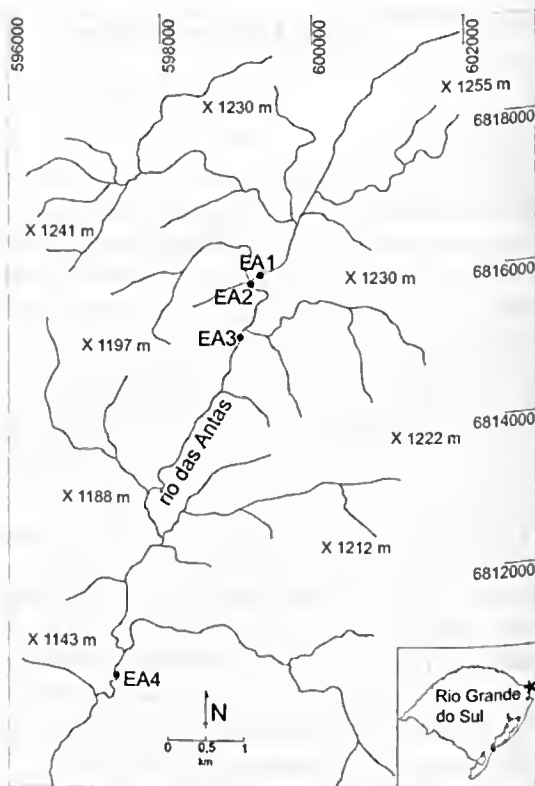 596000
598000
600000
602000
X 1255 m
X 1230 m
6818000
X 1241 m
EA1
6816000
X 1230 m
EA2
EA3
X 1197 m
rio das Antas
6814000
X 1222 m
X 1188 m
X 1212 m
6812000
X 1143 m
EA4
N
0 0.5 1
km
Rio Grande
do Sul